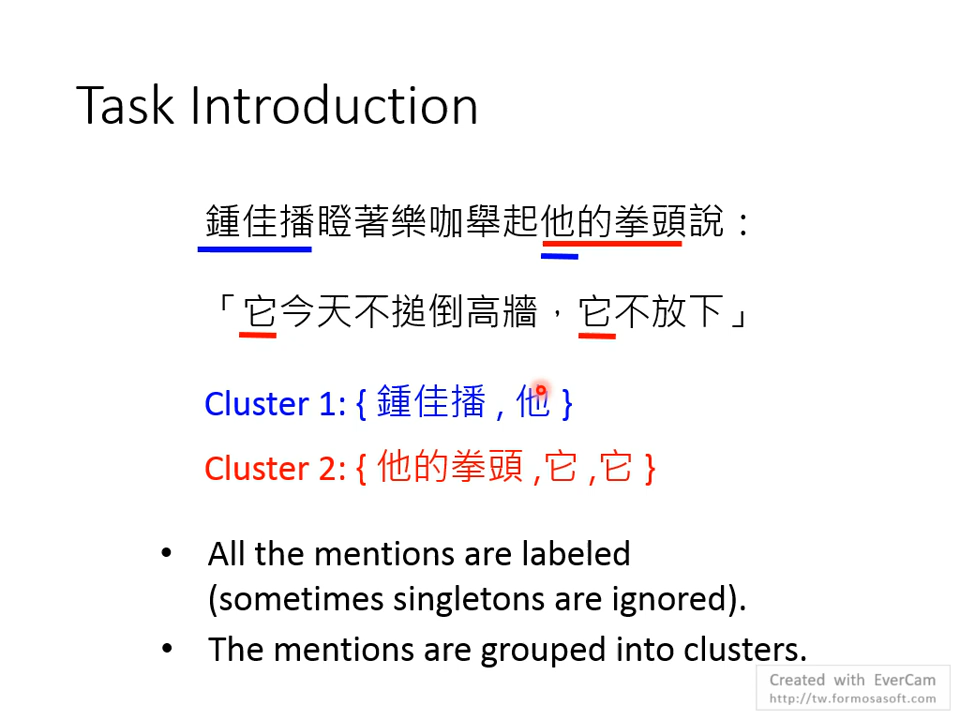 Task Introduction
鍾佳播瞪著樂咖舉起他的拳頭說：
「它今天不搥倒高牆，它不放下」
Cluster 1: { 鍾佳播 , 他 }
Cluster 2: { 他的拳頭 ,它 ,它 }
• All the mentions are labeled
(sometimes singletons are ignored).
• The mentions are grouped into clusters.
Created with EverCam
http://tw.formosasoft.com